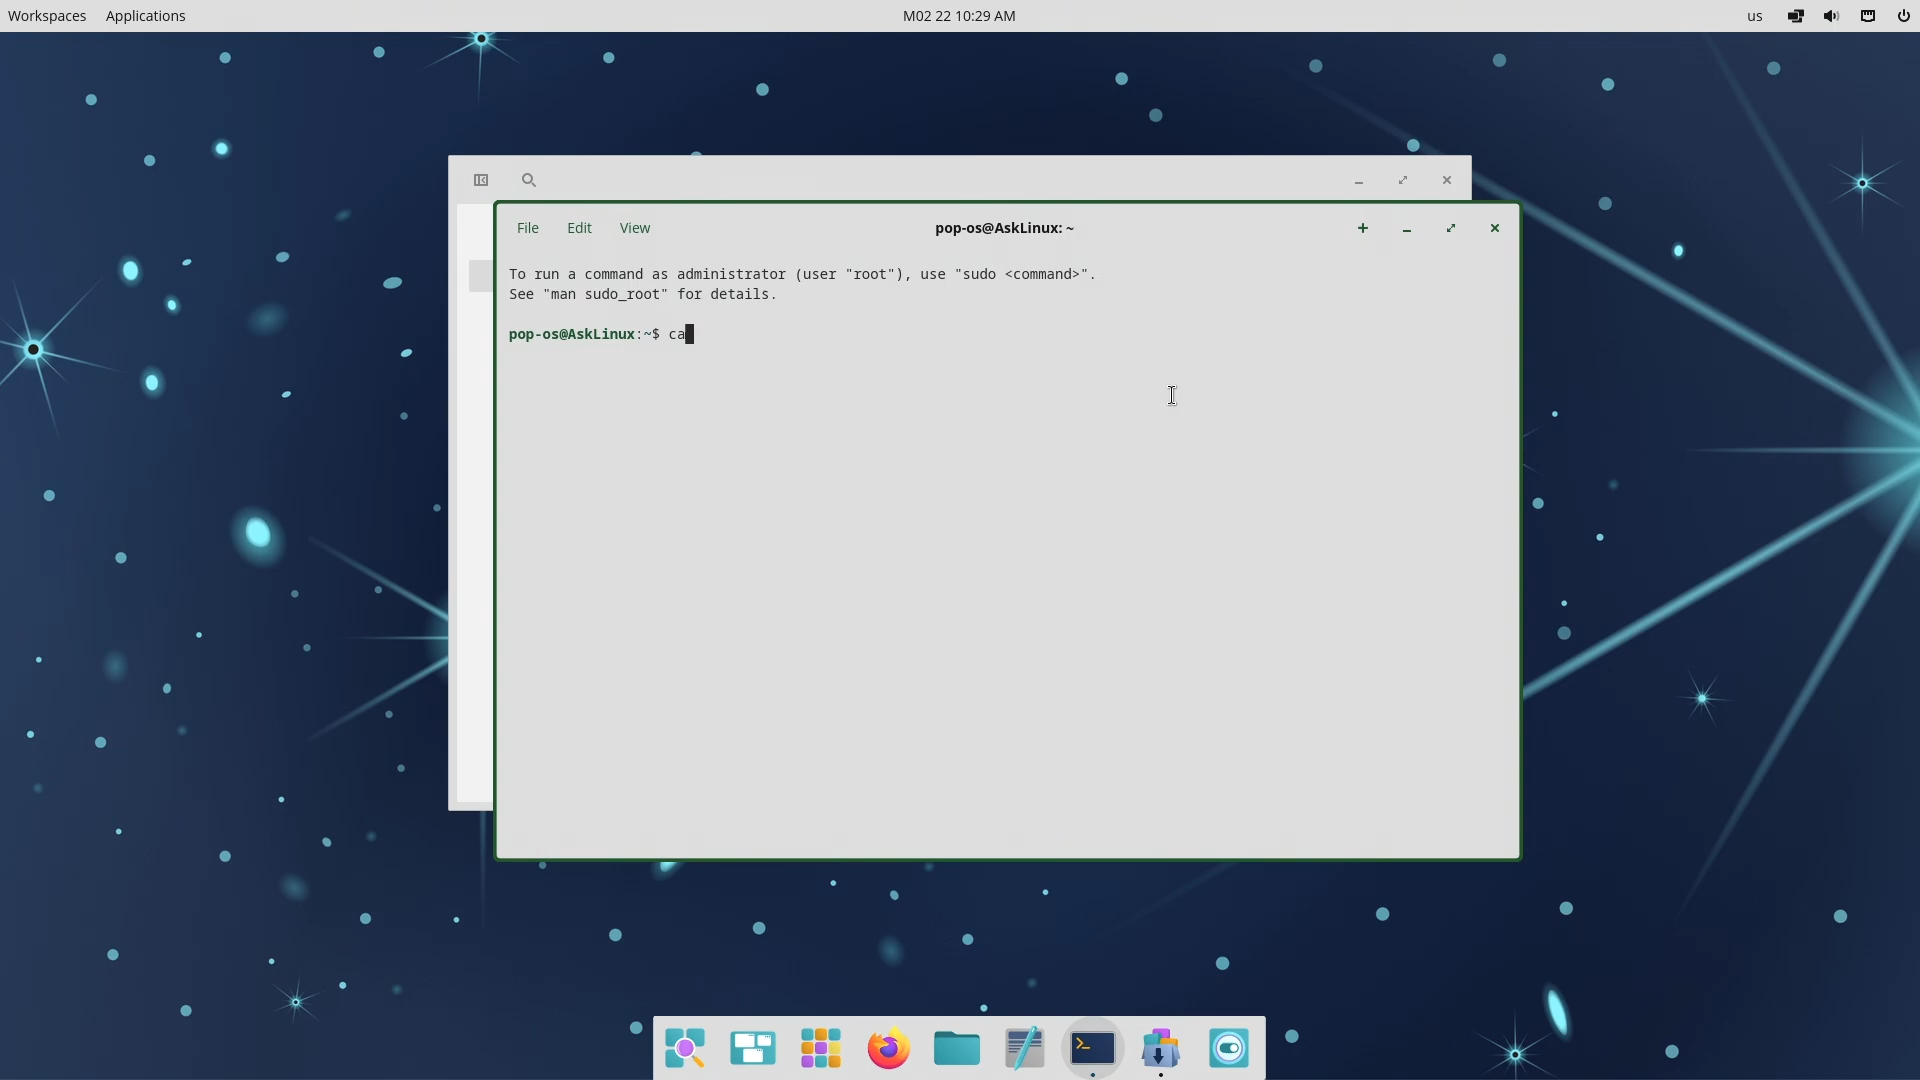 Workspaces Applications M02 22 10:29 AM us
File Edit View pop-os@AskLinux: ~
To run a command as administrator (user "root"), use "sudo <command>".
See "man sudo_root" for details.
pop-os@AskLinux:~$ ca